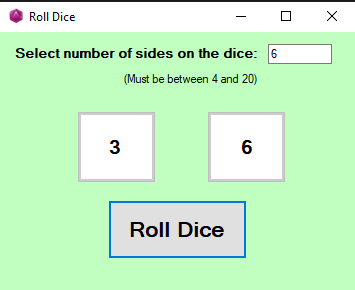 Roll Dice
Select number of sides on the dice: 6
(Must be between 4 and 20)
3 6
Roll Dice